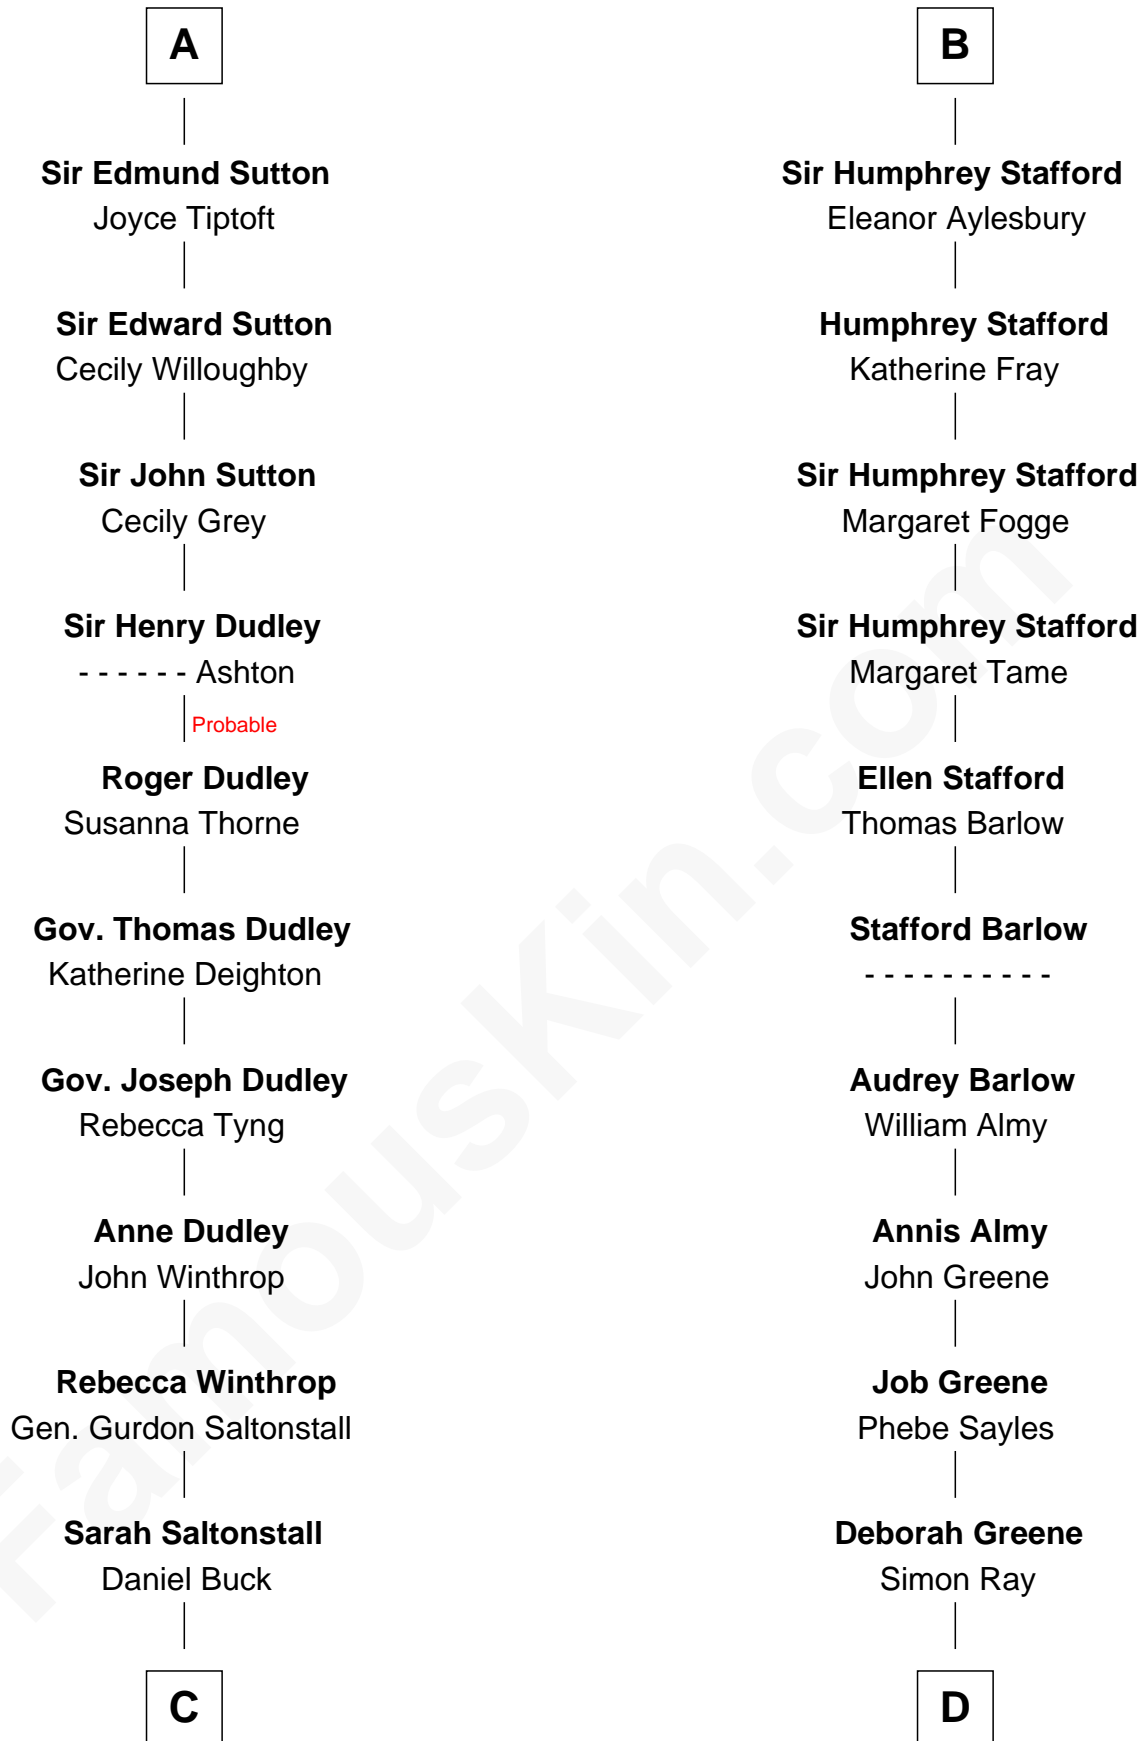 A
Sir Edmund Sutton
Joyce Tiptoft
Sir Edward Sutton
Cecily Willoughby
Sir John Sutton
Cecily Grey
Sir Henry Dudley
- - - - - - Ashton
Probable
Roger Dudley
Susanna Thorne
Gov. Thomas Dudley
Katherine Deighton
Gov. Joseph Dudley
Rebecca Tyng
Anne Dudley
John Winthrop
Rebecca Winthrop
Gen. Gurdon Saltonstall
Sarah Saltonstall
Daniel Buck
C
B
Sir Humphrey Stafford
Eleanor Aylesbury
Humphrey Stafford
Katherine Fray
Sir Humphrey Stafford
Margaret Fogge
Sir Humphrey Stafford
Margaret Tame
Ellen Stafford
Thomas Barlow
Stafford Barlow
- - - - - - - - - -
Audrey Barlow
William Almy
Annis Almy
John Greene
Job Greene
Phebe Sayles
Deborah Greene
Simon Ray
D
FamousKin.com